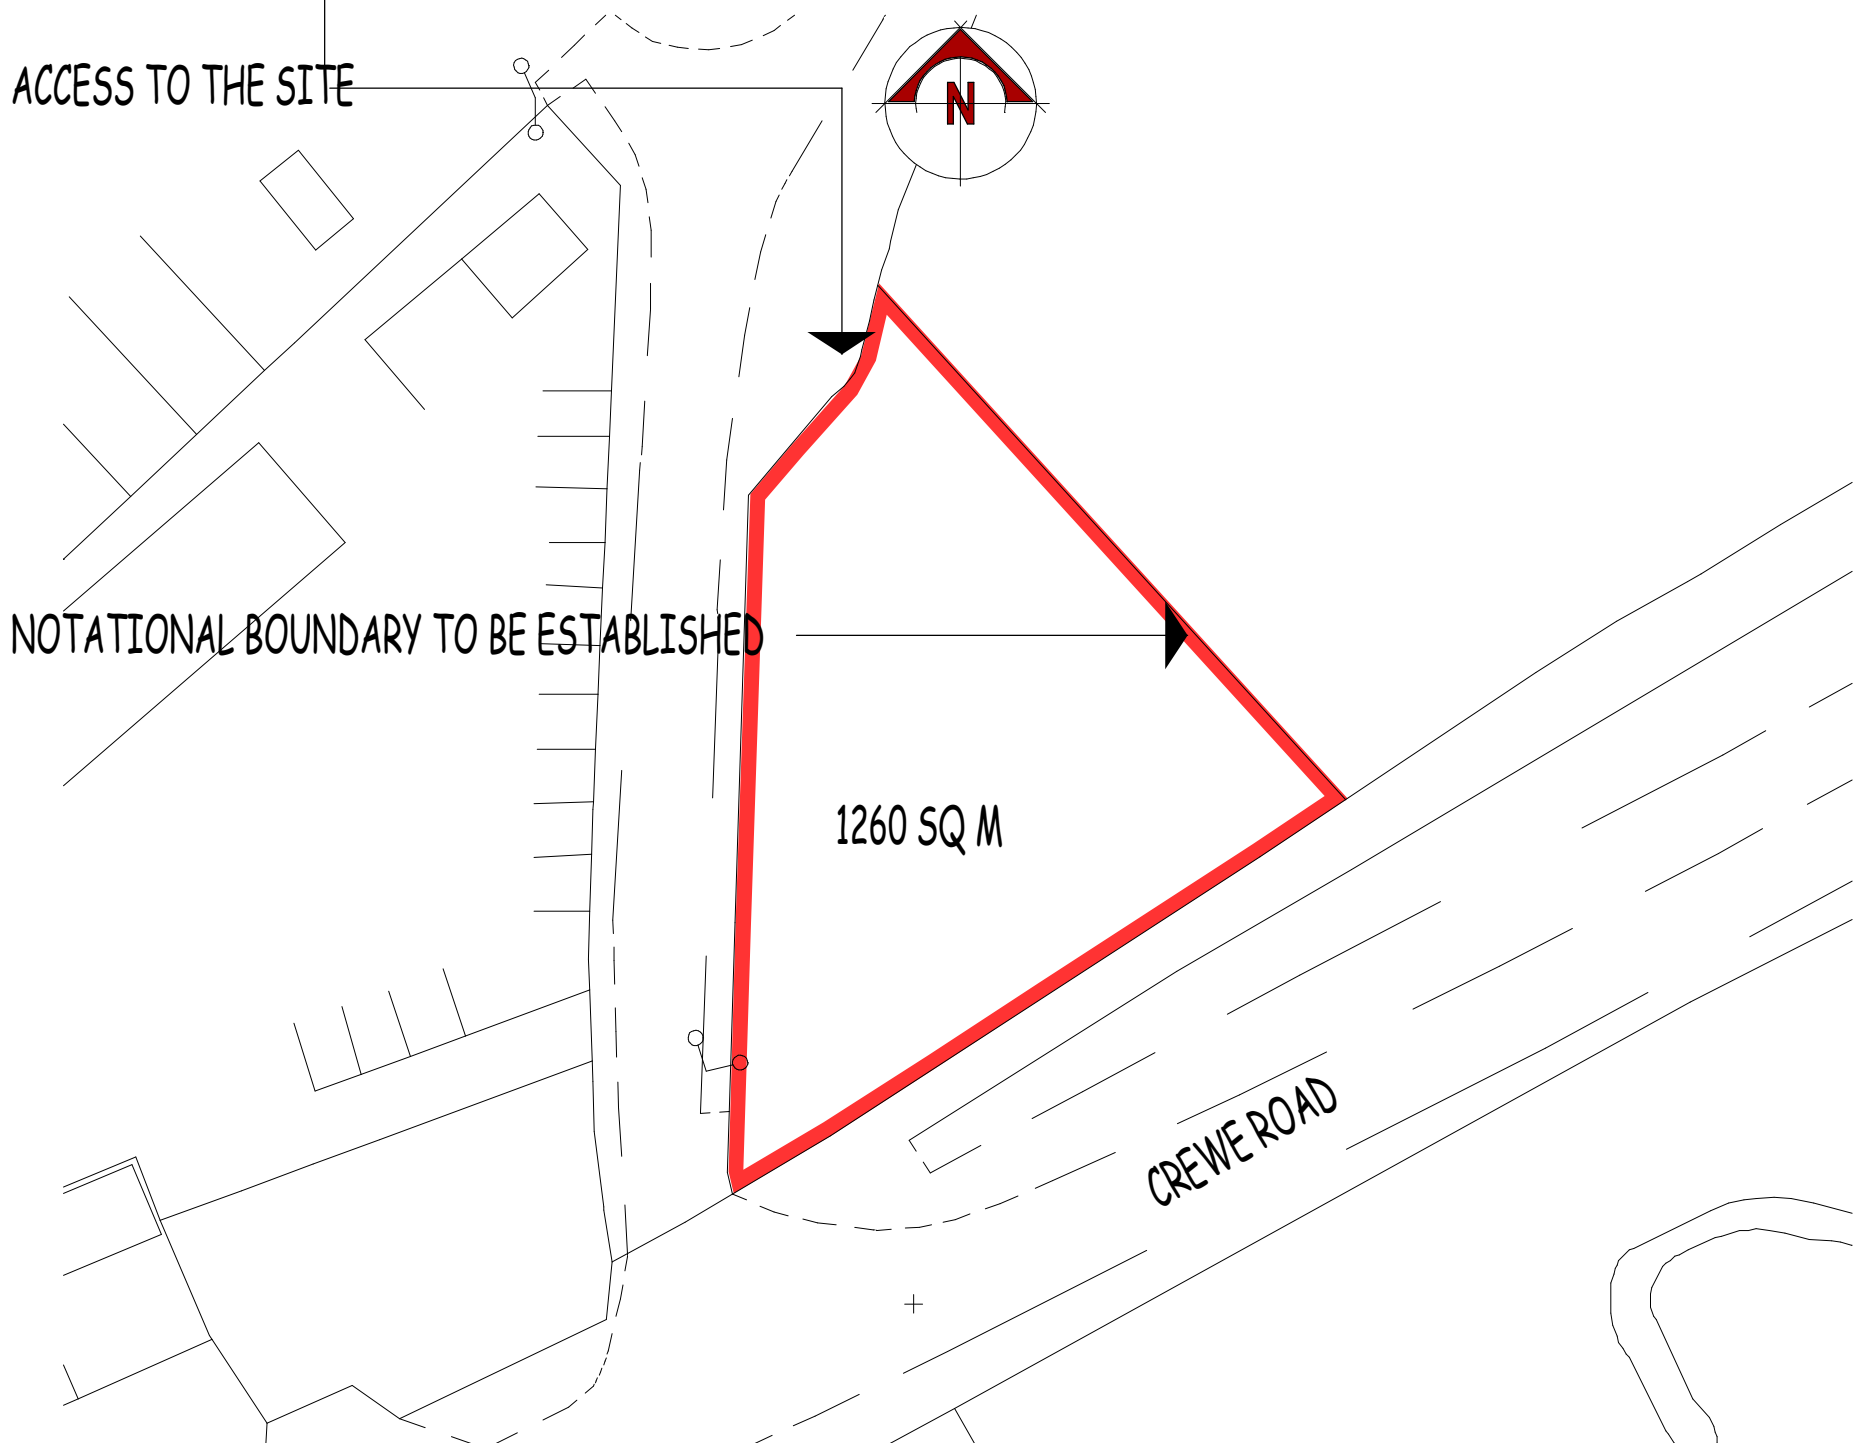 ACCESS TO THE SITE
N
NOTATIONAL BOUNDARY TO BE ESTABLISHED
1260 SQ M
CREWE ROAD